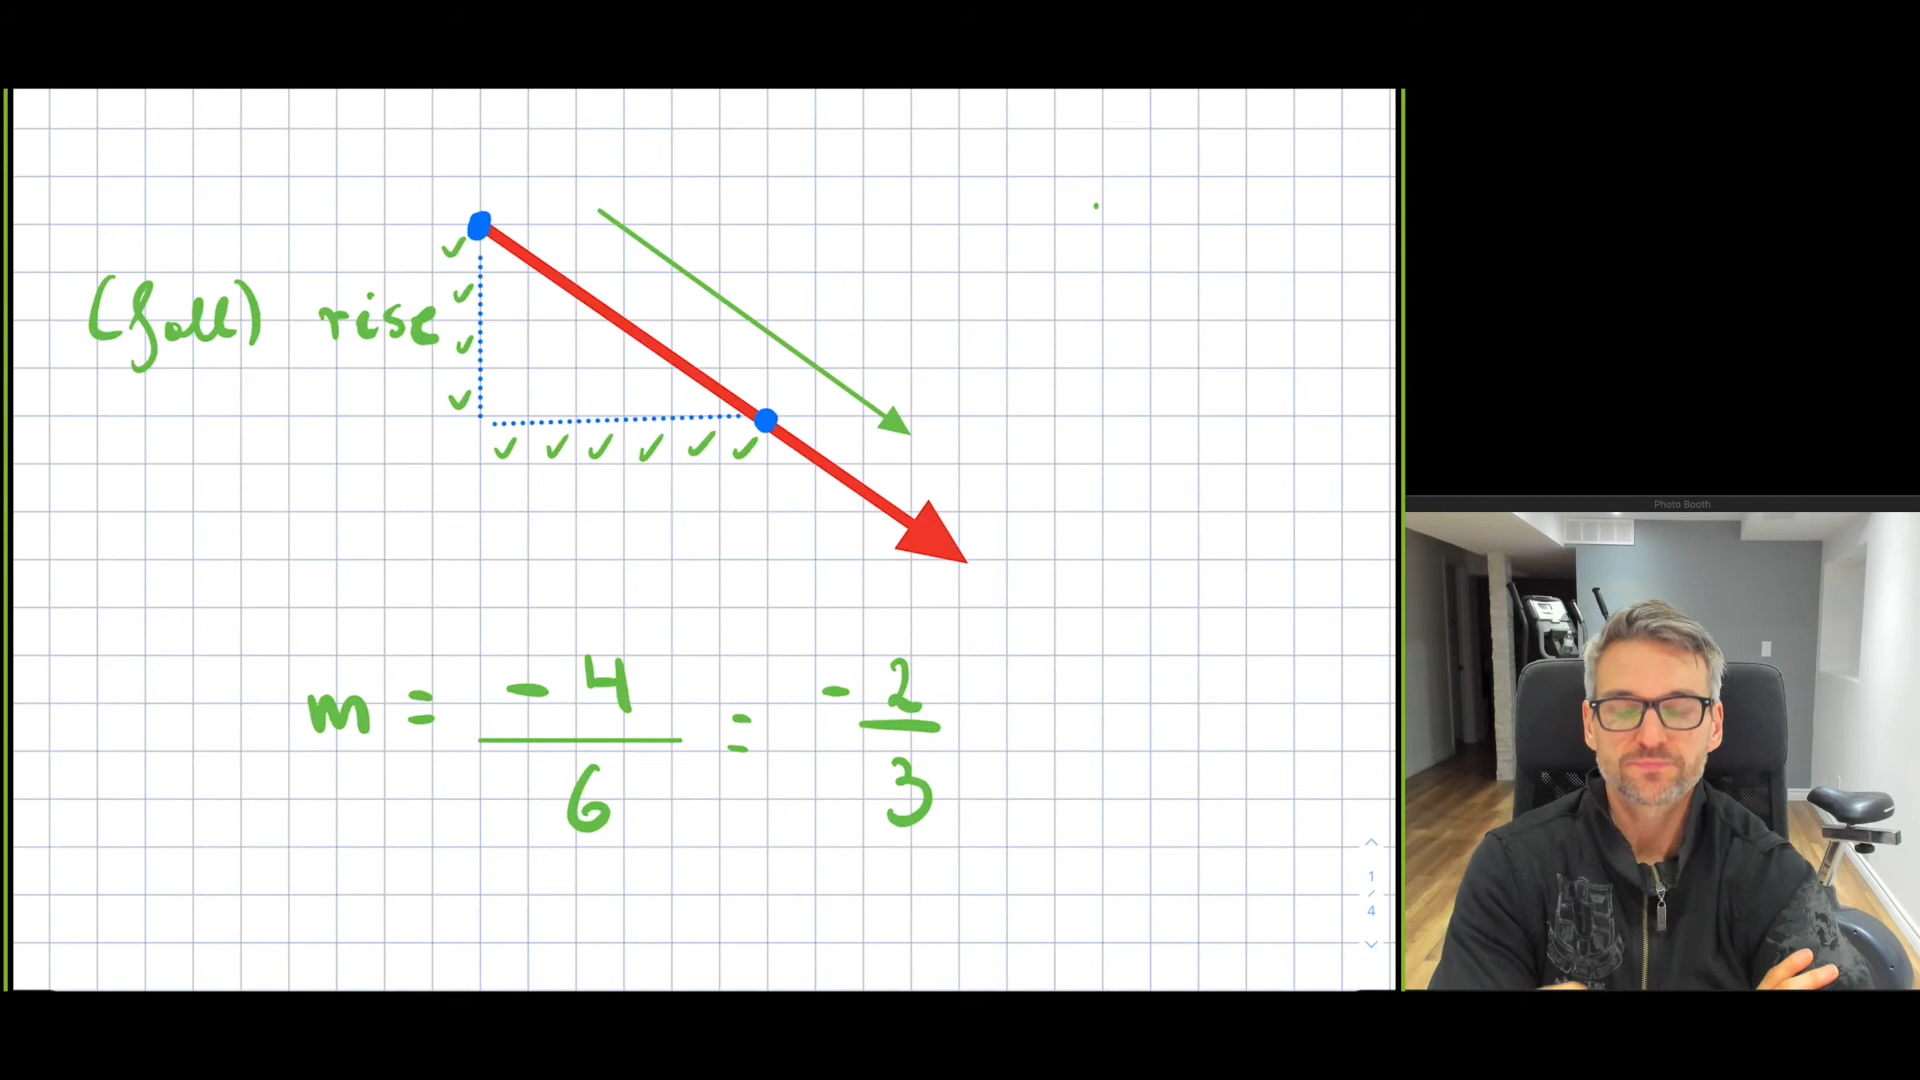 (fall) rise
m = -4/6 = -2/3
Photo Booth
1
/
4